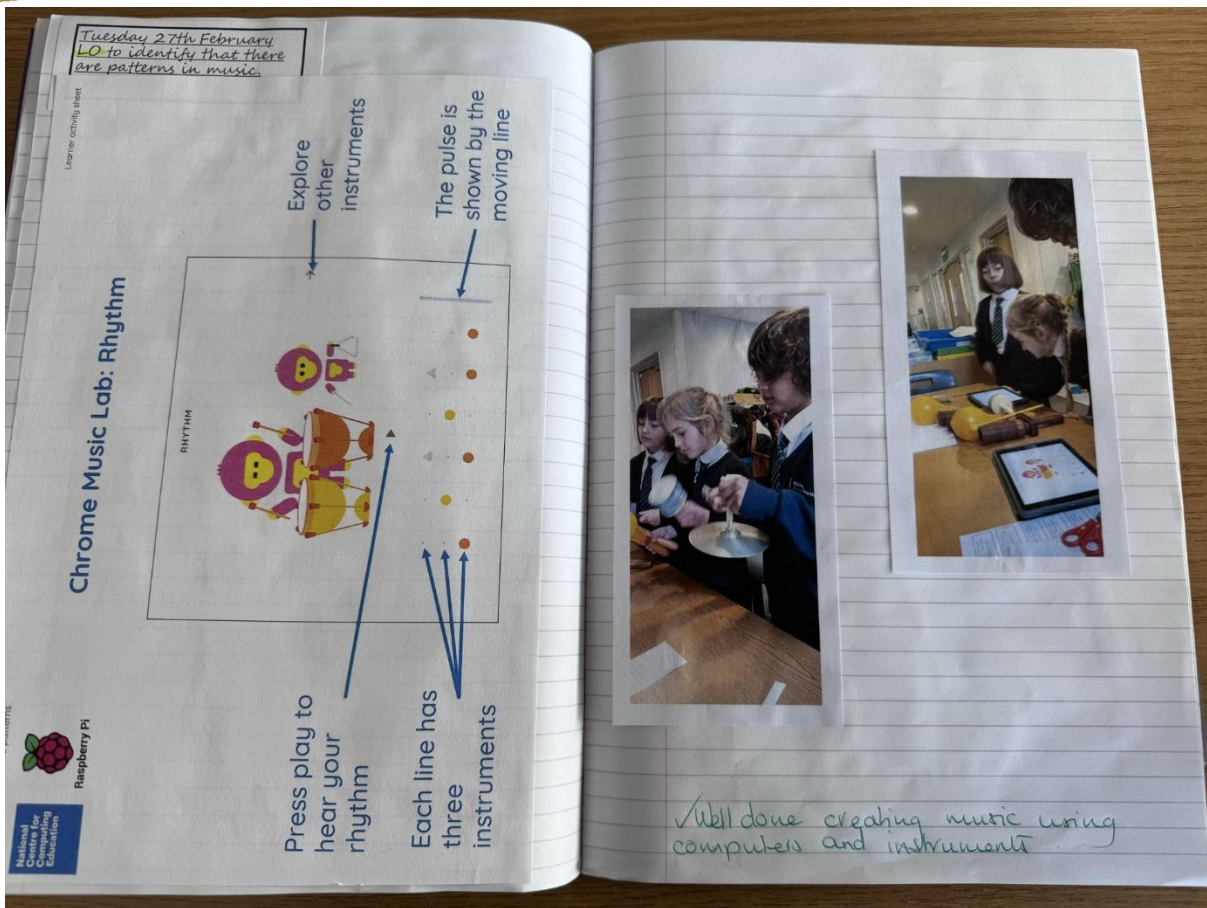 Tuesday 27th February
LO to identify that there
are patterns in music.
Learner activity sheet
National
Centre for
Computing
Education
Raspberry Pi
Chrome Music Lab: Rhythm
RHYTHM
Press play to
hear your
rhythm
Each line has
three
instruments
Explore
other
instruments
The pulse is
shown by the
moving line
✓Well done creating music using
computers and instruments